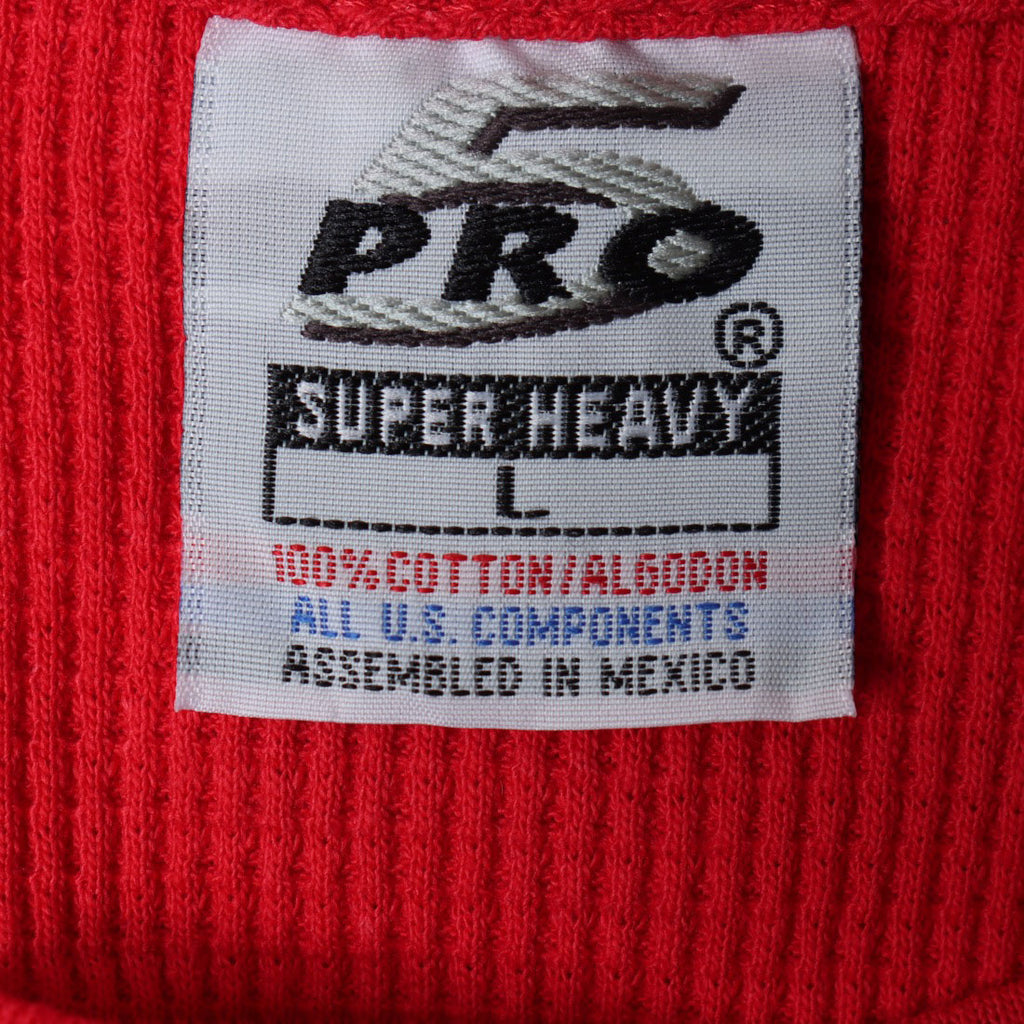 PRO 5
®
SUPER HEAVY
L
100% COTTON/ALGODON
ALL U.S. COMPONENTS
ASSEMBLED IN MEXICO